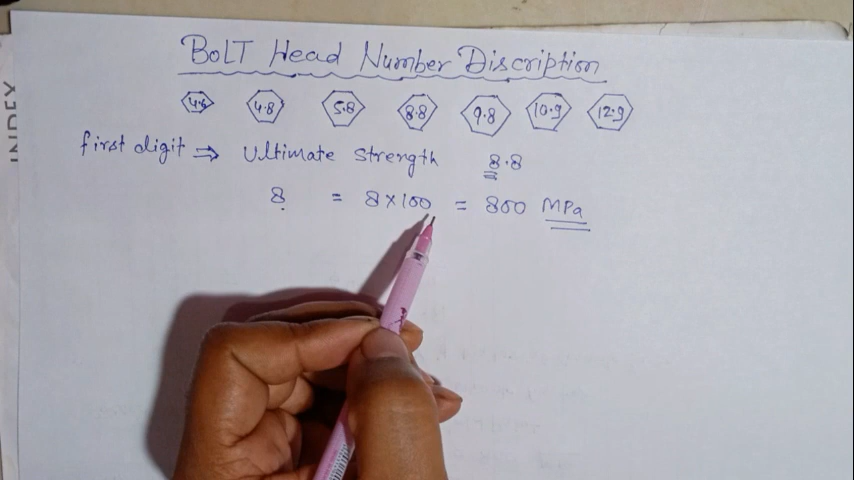 BOLT Head Number Discription
4.6 4.8 5.8 8.8 9.8 10.9 12.9
first digit ⇒ Ultimate Strength 8.8
8 = 8×100 = 800 MPa
INDEX